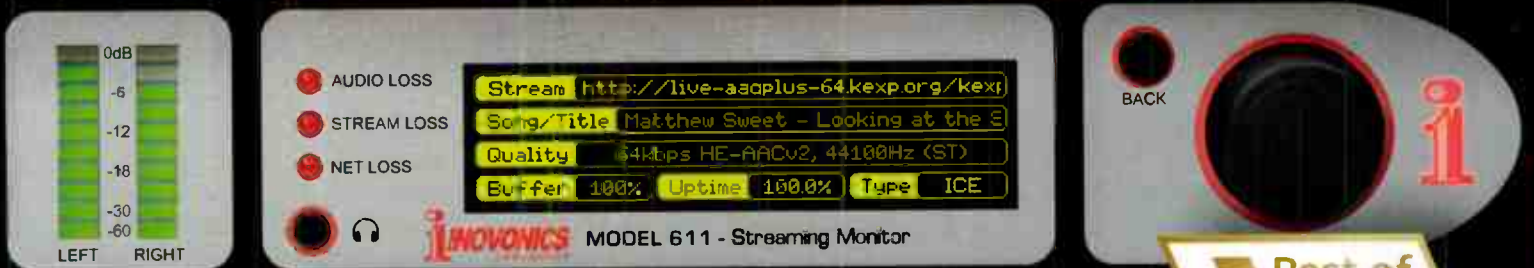 0dB
-6
-12
-18
-30
-60
LEFT RIGHT
AUDIO LOSS
STREAM LOSS
NET LOSS
Stream http://live-aacplus-64.kexp.org/kexp
Song/Title Matthew Sweet - Looking at the
Quality 64kbps HE-AACv2, 44100Hz (ST)
Buffer 100% Uptime 100.0% Type ICE
INOVONICS MODEL 611 - Streaming Monitor
BACK
Best of